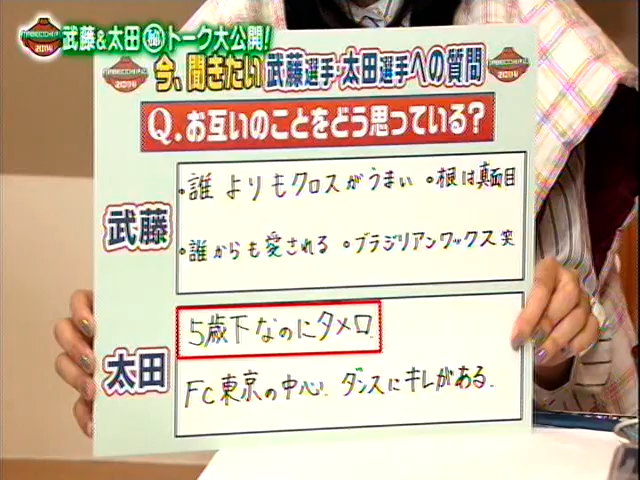 武藤&太田㊙トーク大公開!
今、聞きたい武藤選手・太田選手への質問
Q.お互いのことをどう思っている?
武藤
・誰よりもクロスがうまい ・根は真面目
・誰からも愛される ・ブラジリアンワックス笑
太田
5歳下なのにタメ口.
FC東京の中心. ダンスにキレがある.